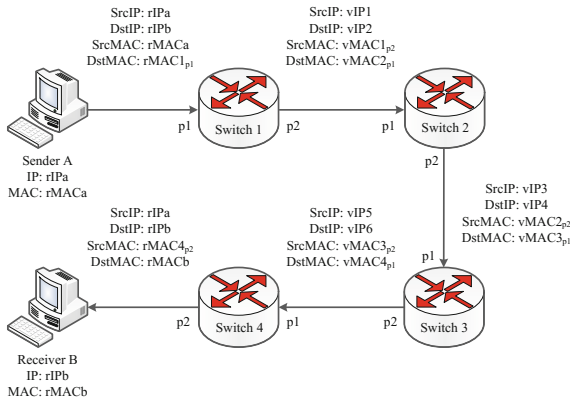 SrcIP: rIPa
DstIP: rIPb
SrcMAC: rMACa
DstMAC: rMAC1p1
SrcIP: vIP1
DstIP: vIP2
SrcMAC: vMAC1p2
DstMAC: vMAC2p1
p1
Switch 1
p2
p1
Switch 2
p2
Sender A
IP: rIPa
MAC: rMACa
SrcIP: vIP3
DstIP: vIP4
SrcMAC: vMAC2p2
DstMAC: vMAC3p1
SrcIP: rIPa
DstIP: rIPb
SrcMAC: rMAC4p2
DstMAC: rMACb
SrcIP: vIP5
DstIP: vIP6
SrcMAC: vMAC3p2
DstMAC: vMAC4p1
p1
p2
Switch 4
p1
p2
Switch 3
Receiver B
IP: rIPb
MAC: rMACb